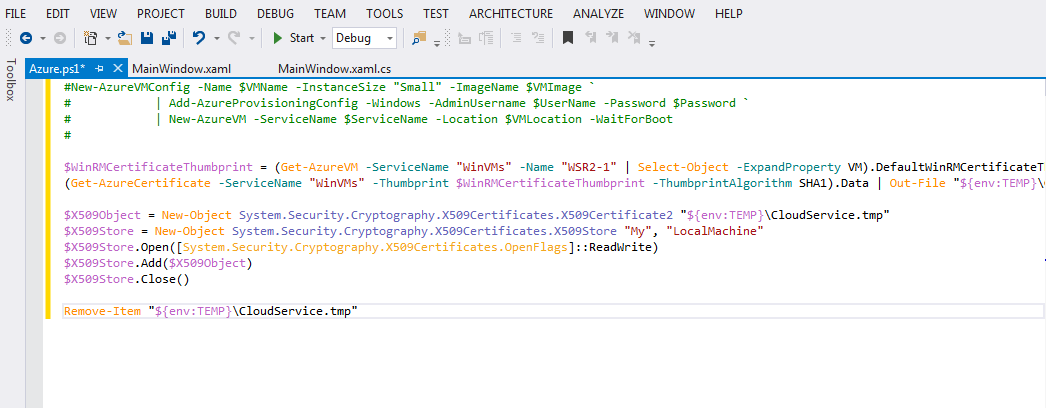 FILE EDIT VIEW PROJECT BUILD DEBUG TEAM TOOLS TEST ARCHITECTURE ANALYZE WINDOW HELP
Start Debug
Toolbox
Azure.ps1* MainWindow.xaml MainWindow.xaml.cs
#New-AzureVMConfig -Name $VMName -InstanceSize "Small" -ImageName $VMImage `
# | Add-AzureProvisioningConfig -Windows -AdminUsername $UserName -Password $Password `
# | New-AzureVM -ServiceName $ServiceName -Location $VMLocation -WaitForBoot
#
$WinRMCertificateThumbprint = (Get-AzureVM -ServiceName "WinVMs" -Name "WSR2-1" | Select-Object -ExpandProperty VM).DefaultWinRMCertificateT
(Get-AzureCertificate -ServiceName "WinVMs" -Thumbprint $WinRMCertificateThumbprint -ThumbprintAlgorithm SHA1).Data | Out-File "${env:TEMP}\
$X509Object = New-Object System.Security.Cryptography.X509Certificates.X509Certificate2 "${env:TEMP}\CloudService.tmp"
$X509Store = New-Object System.Security.Cryptography.X509Certificates.X509Store "My", "LocalMachine"
$X509Store.Open([System.Security.Cryptography.X509Certificates.OpenFlags]::ReadWrite)
$X509Store.Add($X509Object)
$X509Store.Close()
Remove-Item "${env:TEMP}\CloudService.tmp"